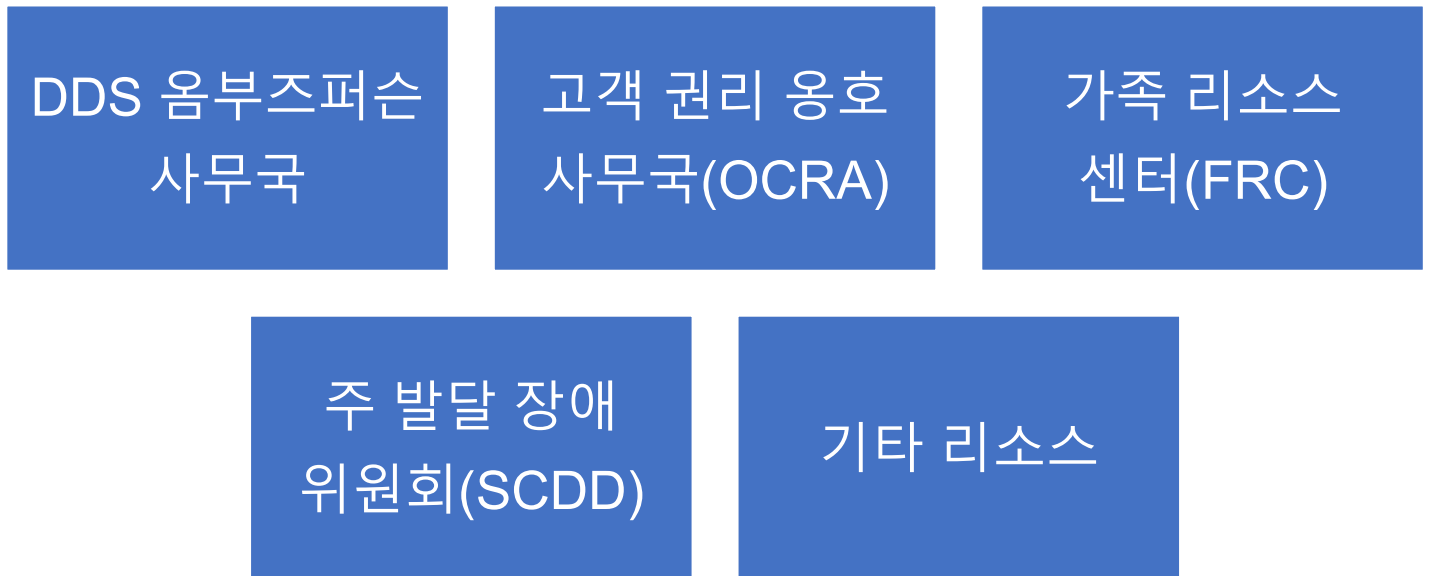 DDS 옴부즈퍼슨
사무국
고객 권리 옹호
사무국(OCRA)
가족 리소스
센터(FRC)
주 발달 장애
위원회(SCDD)
기타 리소스